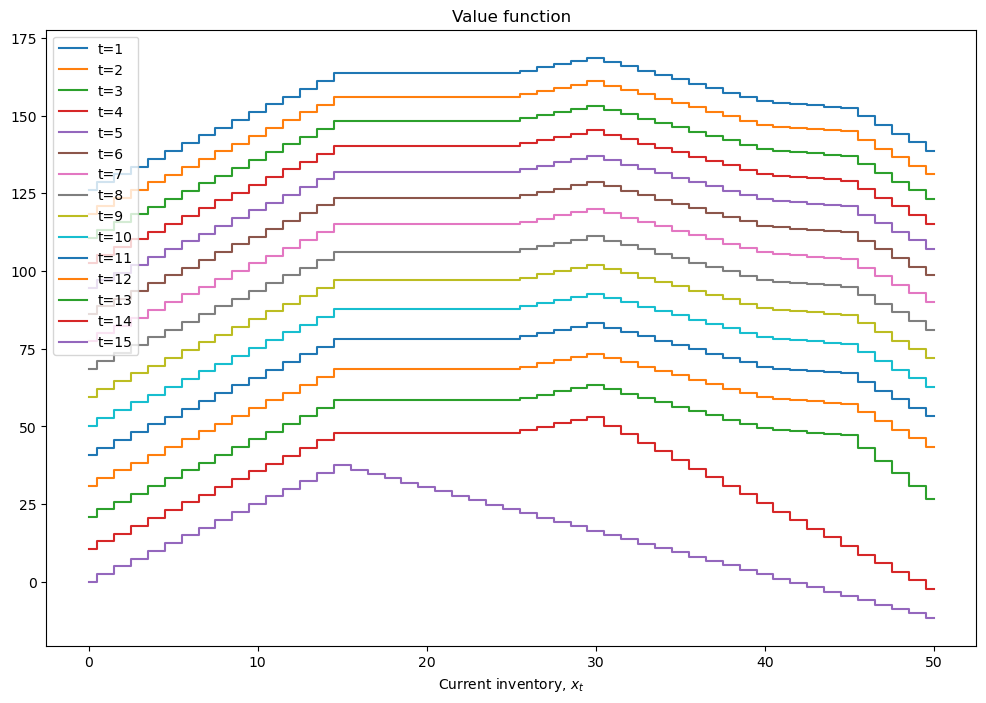 Value function
175
150
125
100
75
50
25
0
t=1
t=2
t=3
t=4
t=5
t=6
t=7
t=8
t=9
t=10
t=11
t=12
t=13
t=14
t=15
0 10 20 30 40 50
Current inventory, xₜ